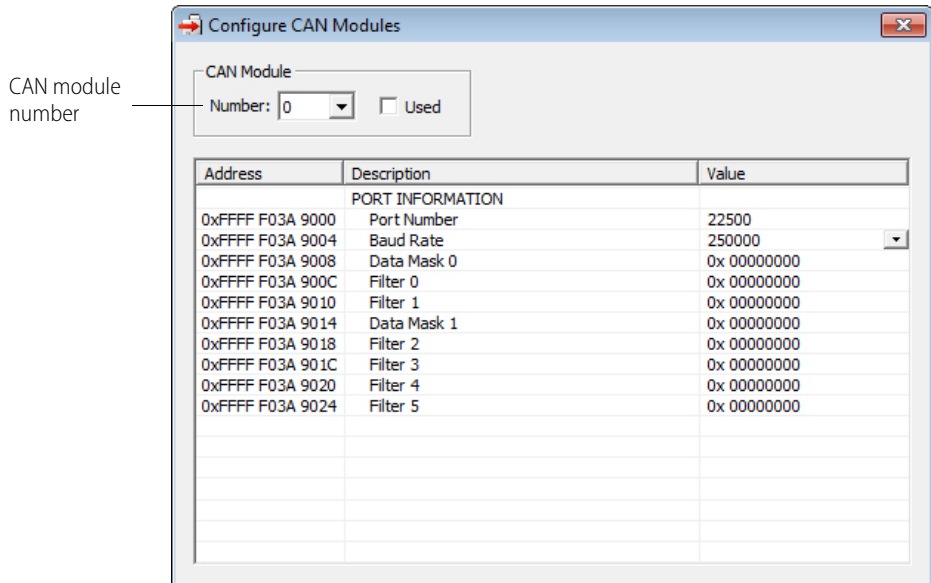 Configure CAN Modules
CAN module
number
CAN Module
Number: 0 Used
Address Description Value
PORT INFORMATION
0xFFFF F03A 9000 Port Number 22500
0xFFFF F03A 9004 Baud Rate 250000
0xFFFF F03A 9008 Data Mask 0 0x 00000000
0xFFFF F03A 900C Filter 0 0x 00000000
0xFFFF F03A 9010 Filter 1 0x 00000000
0xFFFF F03A 9014 Data Mask 1 0x 00000000
0xFFFF F03A 9018 Filter 2 0x 00000000
0xFFFF F03A 901C Filter 3 0x 00000000
0xFFFF F03A 9020 Filter 4 0x 00000000
0xFFFF F03A 9024 Filter 5 0x 00000000